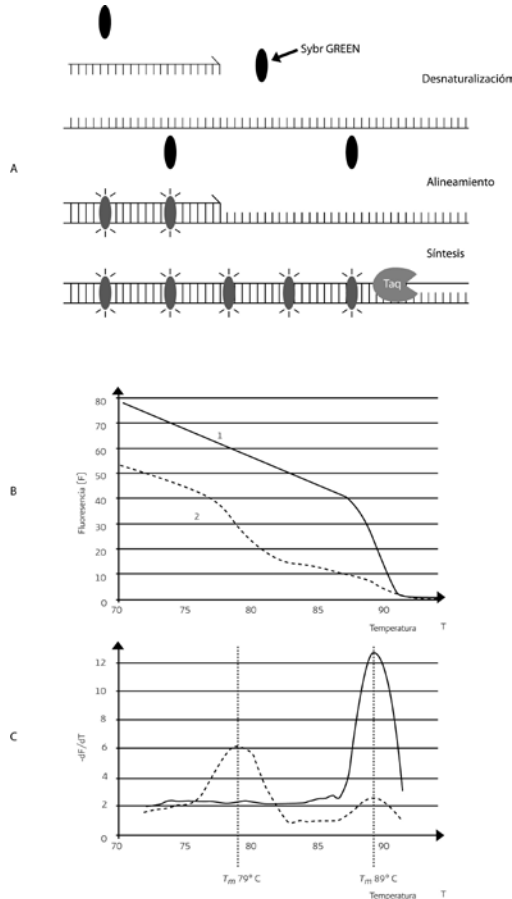 Sybr GREEN
Desnaturalización
A
Alineamiento
Síntesis
Taq
80
70
1
60
50
B
Fluoresencia [F]
40
30
2
20
10
0
70
75
80
85
90
Temperatura T
12
10
8
C
-dF/dT
6
4
2
0
70
75
80
85
90
Tm 79° C
Tm 89° C
Temperatura T